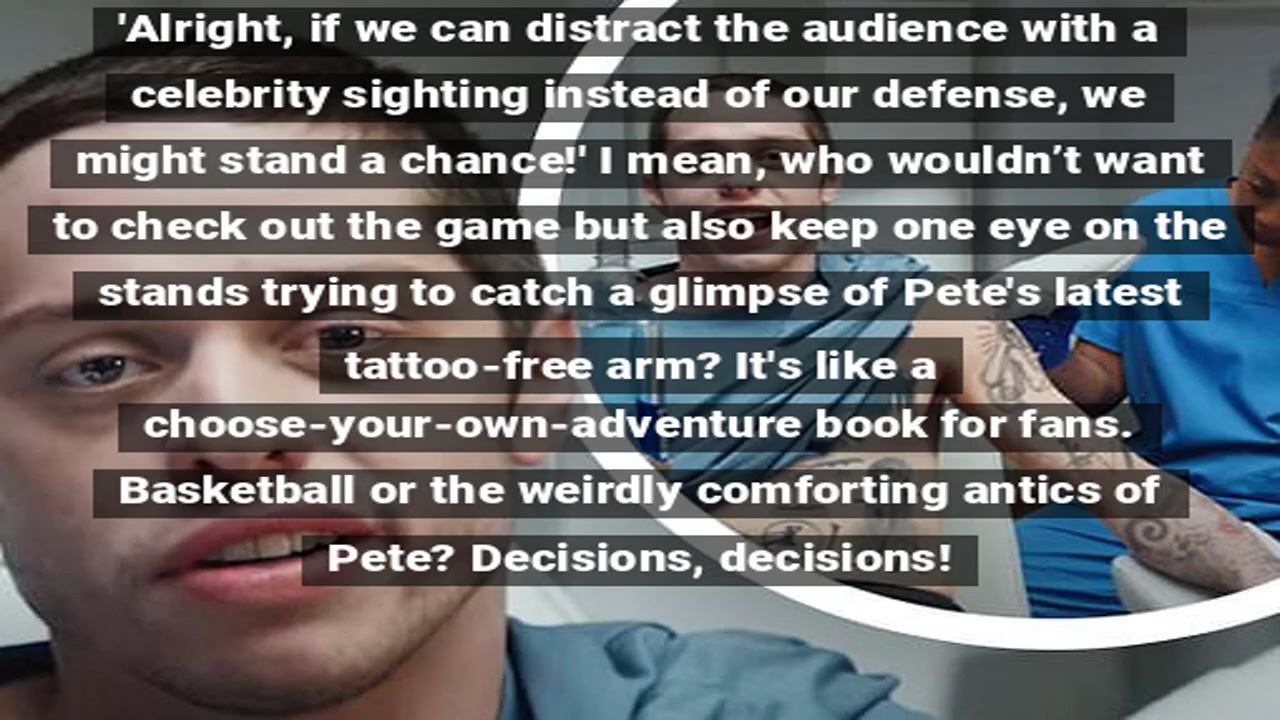 'Alright, if we can distract the audience with a
celebrity sighting instead of our defense, we
might stand a chance!' I mean, who wouldn’t want
to check out the game but also keep one eye on the
stands trying to catch a glimpse of Pete's latest
tattoo-free arm? It's like a
choose-your-own-adventure book for fans.
Basketball or the weirdly comforting antics of
Pete? Decisions, decisions!